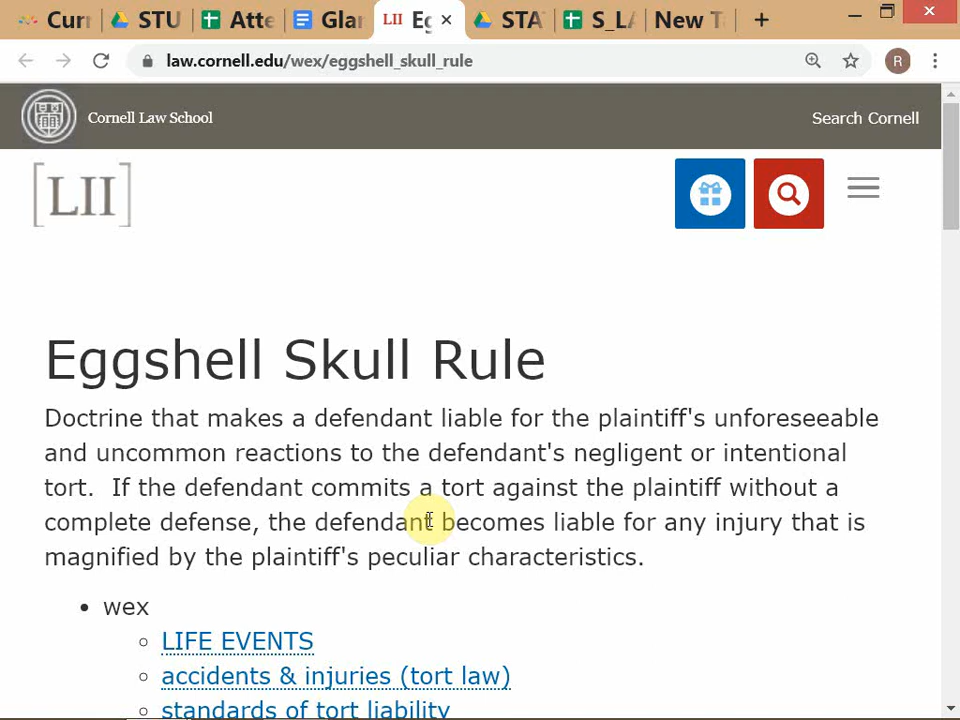 Curr STU Atte Glan Eg STAT S_LA New T
law.cornell.edu/wex/eggshell_skull_rule R
Cornell Law School Search Cornell
LII
Eggshell Skull Rule
Doctrine that makes a defendant liable for the plaintiff's unforeseeable
and uncommon reactions to the defendant's negligent or intentional
tort.  If the defendant commits a tort against the plaintiff without a
complete defense, the defendant becomes liable for any injury that is
magnified by the plaintiff's peculiar characteristics.
wex
LIFE EVENTS
accidents & injuries (tort law)
standards of tort liability